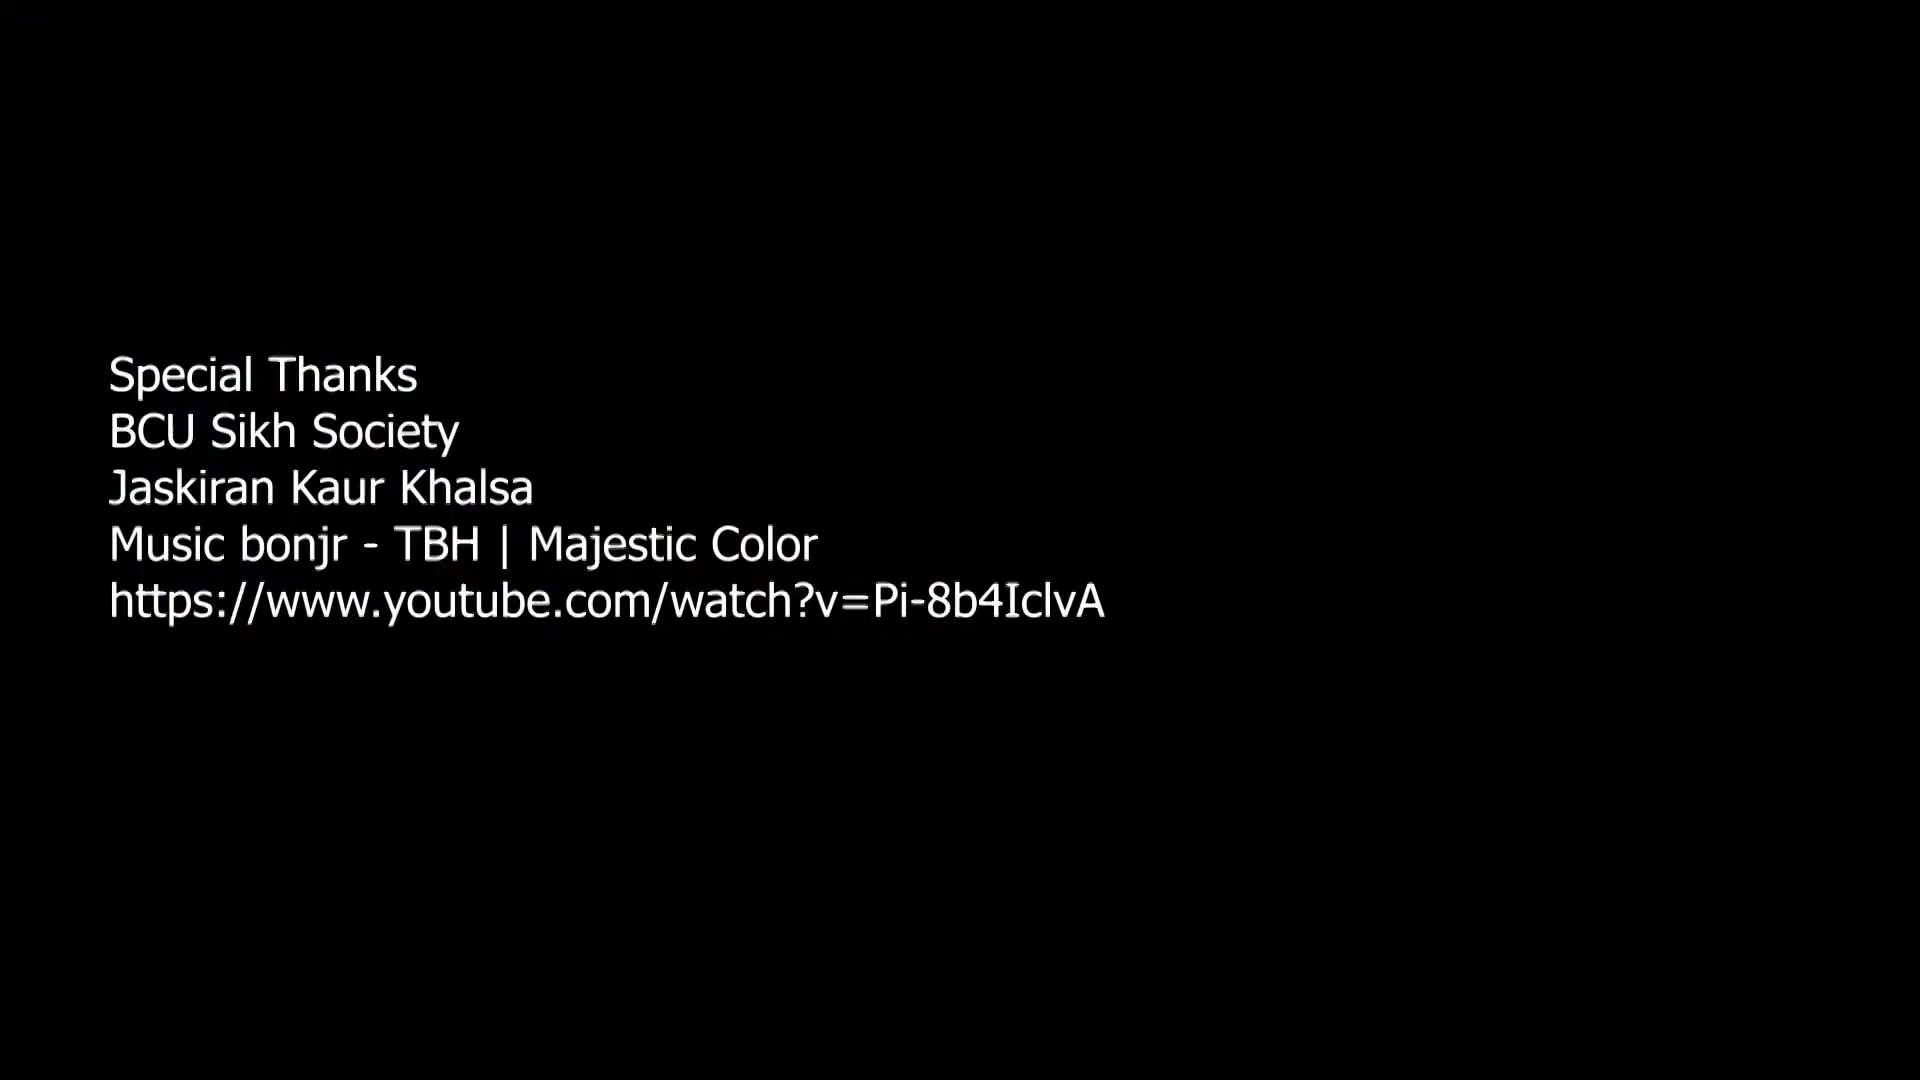 Special Thanks
BCU Sikh Society
Jaskiran Kaur Khalsa
Music bonjr - TBH | Majestic Color
https://www.youtube.com/watch?v=Pi-8b4IclvA